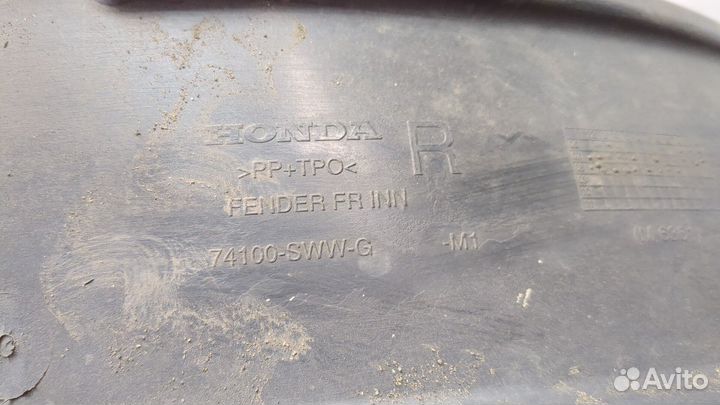 HONDA R
>PP+TPO<
FENDER FR INN
74100-SWW-G -M1
Avito